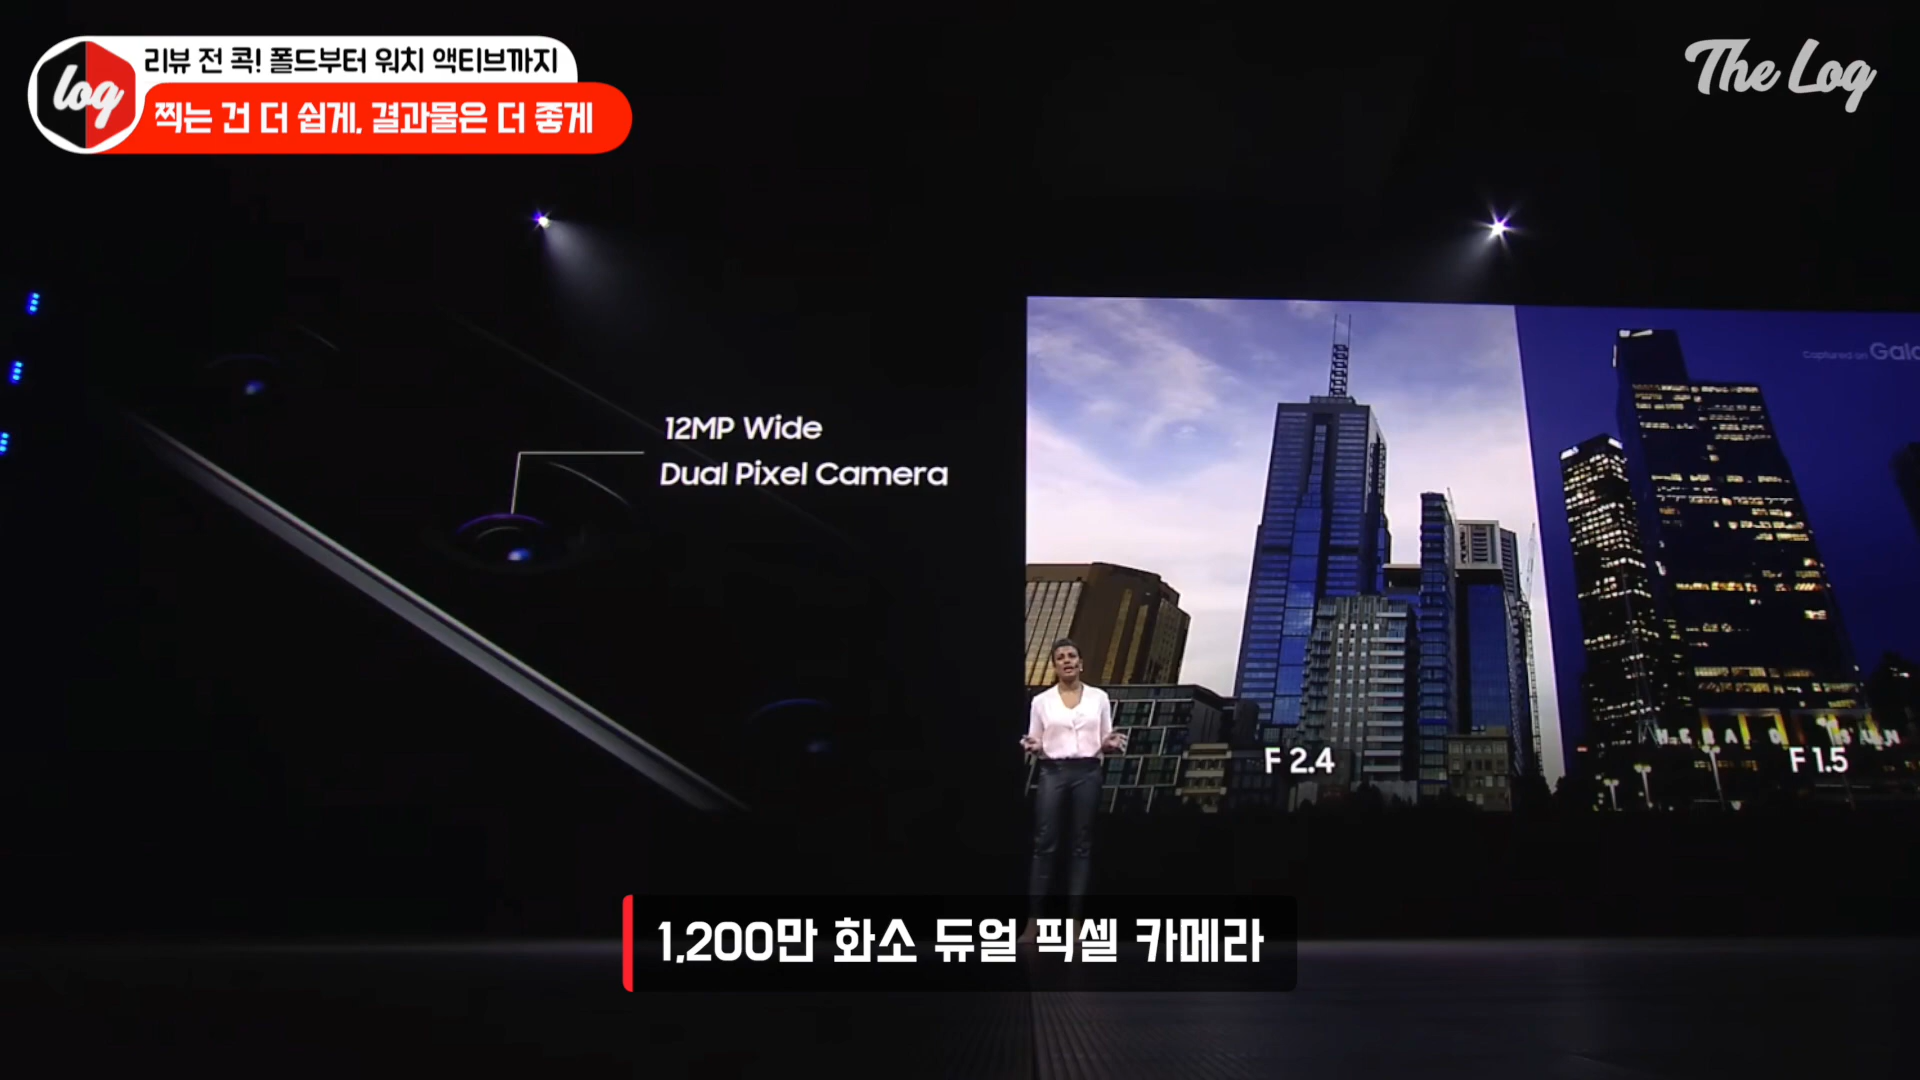 log
리뷰 전 콕! 폴드부터 워치 액티브까지
찍는 건 더 쉽게, 결과물은 더 좋게
The Log
Captured on
12MP Wide
Dual Pixel Camera
F 2.4
F 1.5
1,200만 화소 듀얼 픽셀 카메라